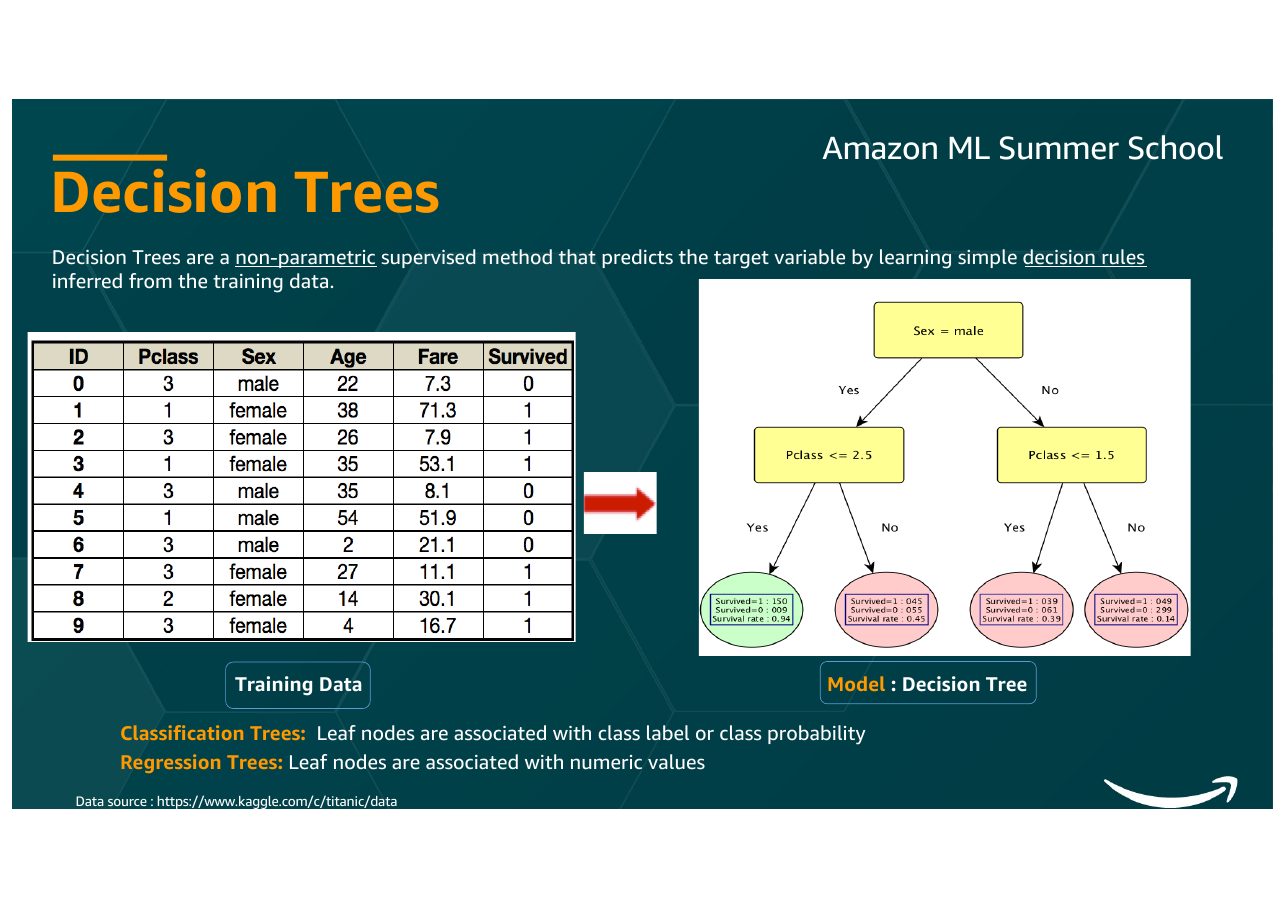 Amazon ML Summer School
Decision Trees
Decision Trees are a non-parametric supervised method that predicts the target variable by learning simple decision rules
inferred from the training data.
ID Pclass Sex Age Fare Survived
0 3 male 22 7.3 0
1 1 female 38 71.3 1
2 3 female 26 7.9 1
3 1 female 35 53.1 1
4 3 male 35 8.1 0
5 1 male 54 51.9 0
6 3 male 2 21.1 0
7 3 female 27 11.1 1
8 2 female 14 30.1 1
9 3 female 4 16.7 1
Training Data
Sex = male
Yes No
Pclass <= 2.5 Pclass <= 1.5
Yes No Yes No
Survived=1 : 150
Survived=0 : 009
Survival rate : 0.94
Survived=1 : 045
Survived=0 : 055
Survival rate : 0.45
Survived=1 : 039
Survived=0 : 061
Survival rate : 0.39
Survived=1 : 049
Survived=0 : 299
Survival rate : 0.14
Model : Decision Tree
Classification Trees: Leaf nodes are associated with class label or class probability
Regression Trees: Leaf nodes are associated with numeric values
Data source : https://www.kaggle.com/c/titanic/data